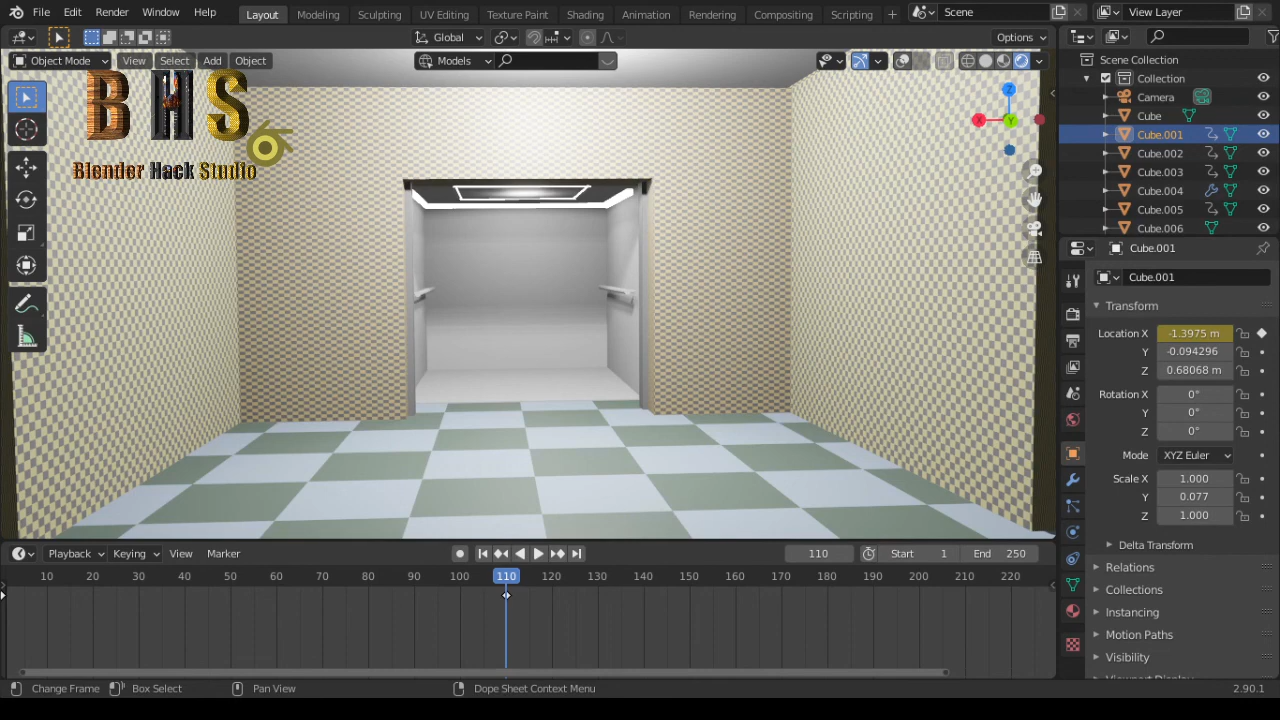 File Edit Render Window Help Layout Modeling Sculpting UV Editing Texture Paint Shading Animation Rendering Compositing Scripting + Scene View Layer
Global Options
Object Mode View Select Add Object Models
Scene Collection
Collection
Camera
Cube
Cube.001
Cube.002
Cube.003
Cube.004
Cube.005
Cube.006
B H S
Blender Hack Studio
Z
X Y
Cube.001
Cube.001
Transform
Location X -1.3975 m
Y -0.094296
Z 0.68068 m
Rotation X 0°
Y 0°
Z 0°
Mode XYZ Euler
Scale X 1.000
Y 0.077
Z 1.000
Delta Transform
Relations
Collections
Instancing
Motion Paths
Visibility
Playback Keying View Marker 110 Start 1 End 250
10 20 30 40 50 60 70 80 90 100 110 120 130 140 150 160 170 180 190 200 210 220
Change Frame Box Select Pan View Dope Sheet Context Menu 2.90.1